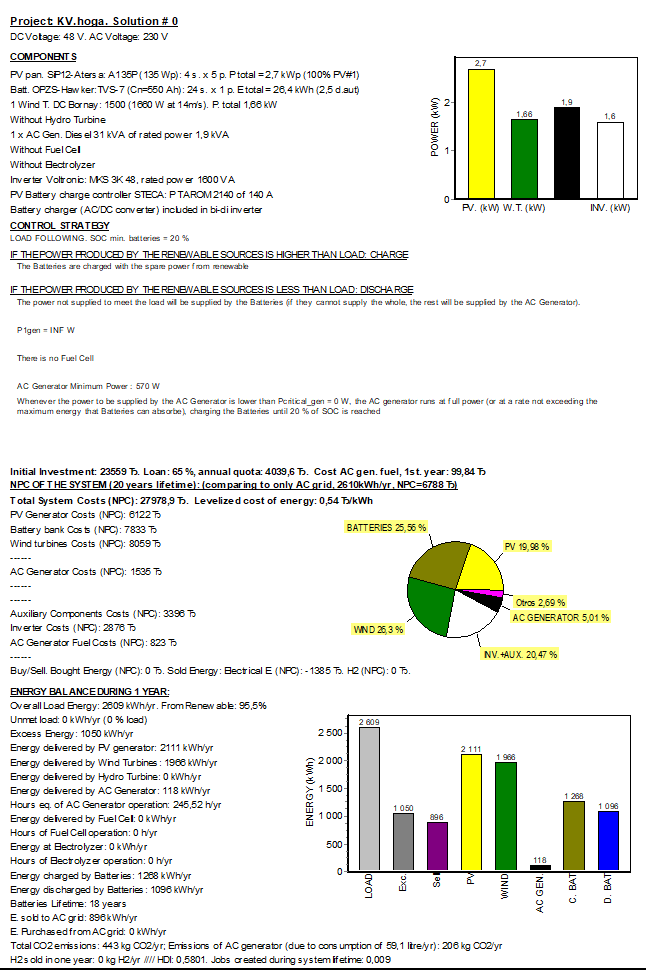 Project: KV.hoga. Solution # 0
DC Voltage: 48 V. AC Voltage: 230 V
COMPONENTS
PV pan. SiP12-Atersa: A135P (135 Wp): 4 s. x 5 p. P total = 2,7 kWp (100% PV#1)
Batt. OPZS-Hawker:TVS-7 (Cn=550 Ah): 24 s. x 1 p. E total = 26,4 kWh (2,5 d.aut)
1 Wind T. DC Bornay: 1500 (1660 W at 14m/s). P. total 1,66 kW
Without Hydro Turbine
1 x AC Gen. Diesel 31 kVA of rated power 1,9 kVA
Without Fuel Cell
Without Electrolyzer
Inverter Voltronic: MKS 3K 48, rated power 1600 VA
PV Battery charge controller STECA: P TAROM 2140 of 140 A
Battery charger (AC/DC converter) included in bi-di inverter
POWER (kW)
2
1
0
2,7
1,66
1,9
1,6
PV. (kW) W.T. (kW) INV. (kW)
CONTROL STRATEGY
LOAD FOLLOWING. SOC min. batteries = 20 %
IF THE POWER PRODUCED BY THE RENEWABLE SOURCES IS HIGHER THAN LOAD: CHARGE
The Batteries are charged with the spare power from renewable
IF THE POWER PRODUCED BY THE RENEWABLE SOURCES IS LESS THAN LOAD: DISCHARGE
The power not supplied to meet the load will be supplied by the Batteries (if they cannot supply the whole, the rest will be supplied by the AC Generator).
P1gen = INF W
There is no Fuel Cell
AC Generator Minimum Power : 570 W
Whenever the power to be supplied by the AC Generator is lower than Pcritical_gen = 0 W, the AC generator runs at full power (or at a rate not exceeding the
maximum energy that Batteries can absorbe), charging the Batteries until 20 % of SOC is reached
Initial Investment: 23559 Ъ. Loan: 65 %, annual quota: 4039,6 Ъ. Cost AC gen. fuel, 1st. year: 99,84 Ъ
NPC OF THE SYSTEM (20 years lifetime): (comparing to only AC grid, 2610kWh/yr, NPC=6788 Ъ)
Total System Costs (NPC): 27978,9 Ъ. Levelized cost of energy: 0,54 Ъ/kWh
PV Generator Costs (NPC): 6122 Ъ
Battery bank Costs (NPC): 7833 Ъ
Wind turbines Costs (NPC): 8059 Ъ
------
AC Generator Costs (NPC): 1535 Ъ
------
------
Auxiliary Components Costs (NPC): 3396 Ъ
Inverter Costs (NPC): 2876 Ъ
AC Generator Fuel Costs (NPC): 823 Ъ
------
Buy/Sell. Bought Energy (NPC): 0 Ъ. Sold Energy: Electrical E. (NPC): -1385 Ъ. H2 (NPC): 0 Ъ.
BATTERIES 25,56 %
PV 19,98 %
Otros 2,69 %
AC GENERATOR 5,01 %
WIND 26,3 %
INV.+AUX. 20,47 %
ENERGY BALANCE DURING 1 YEAR:
Overall Load Energy: 2609 kWh/yr. From Renewable: 95,5%
Unmet load: 0 kWh/yr (0 % load)
Excess Energy: 1050 kWh/yr
Energy delivered by PV generator: 2111 kWh/yr
Energy delivered by Wind Turbines: 1966 kWh/yr
Energy delivered by Hydro Turbine: 0 kWh/yr
Energy delivered by AC Generator: 118 kWh/yr
Hours eq. of AC Generator operation: 245,52 h/yr
Energy delivered by Fuel Cell: 0 kWh/yr
Hours of Fuel Cell operation: 0 h/yr
Energy at Electrolyzer: 0 kWh/yr
Hours of Electrolyzer operation: 0 h/yr
Energy charged by Batteries: 1268 kWh/yr
Energy discharged by Batteries : 1096 kWh/yr
Batteries Lifetime: 18 years
E. sold to AC grid: 896 kWh/yr
E. Purchased from AC grid: 0 kWh/yr
Total CO2 emissions: 443 kg CO2/yr; Emissions of AC generator (due to consumption of 59,1 litre/yr): 206 kg CO2/yr
H2 sold in one year: 0 kg H2/yr //// HDI: 0,5801. Jobs created during system lifetime: 0,009
ENERGY (kWh)
2 500
2 000
1 500
1 000
500
0
2 609
1 050
896
2 111
1 966
118
1 268
1 096
LOAD
Exc.
Sell
PV
WIND
AC GEN.
C. BAT
D. BAT